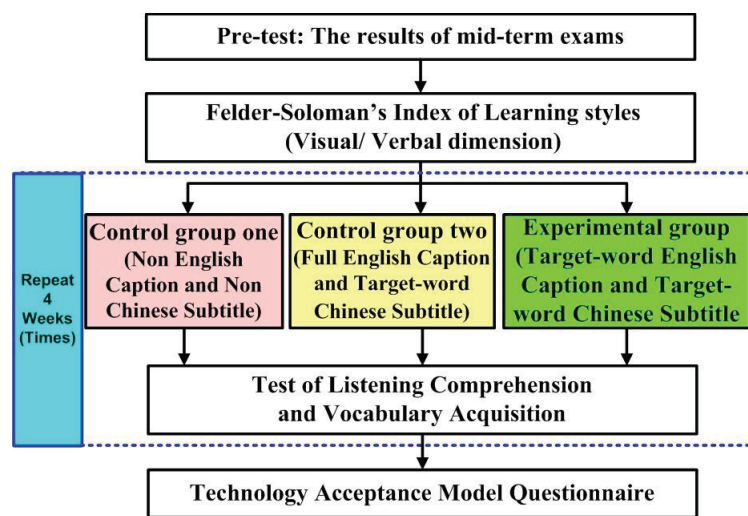 Pre-test: The results of mid-term exams
Felder-Soloman's Index of Learning styles
(Visual/ Verbal dimension)
Repeat
4
Weeks
(Times)
Control group one
(Non English
Caption and Non
Chinese Subtitle)
Control group two
(Full English Caption
and Target-word
Chinese Subtitle)
Experimental group
(Target-word English
Caption and Target-
word Chinese Subtitle
Test of Listening Comprehension
and Vocabulary Acquisition
Technology Acceptance Model Questionnaire